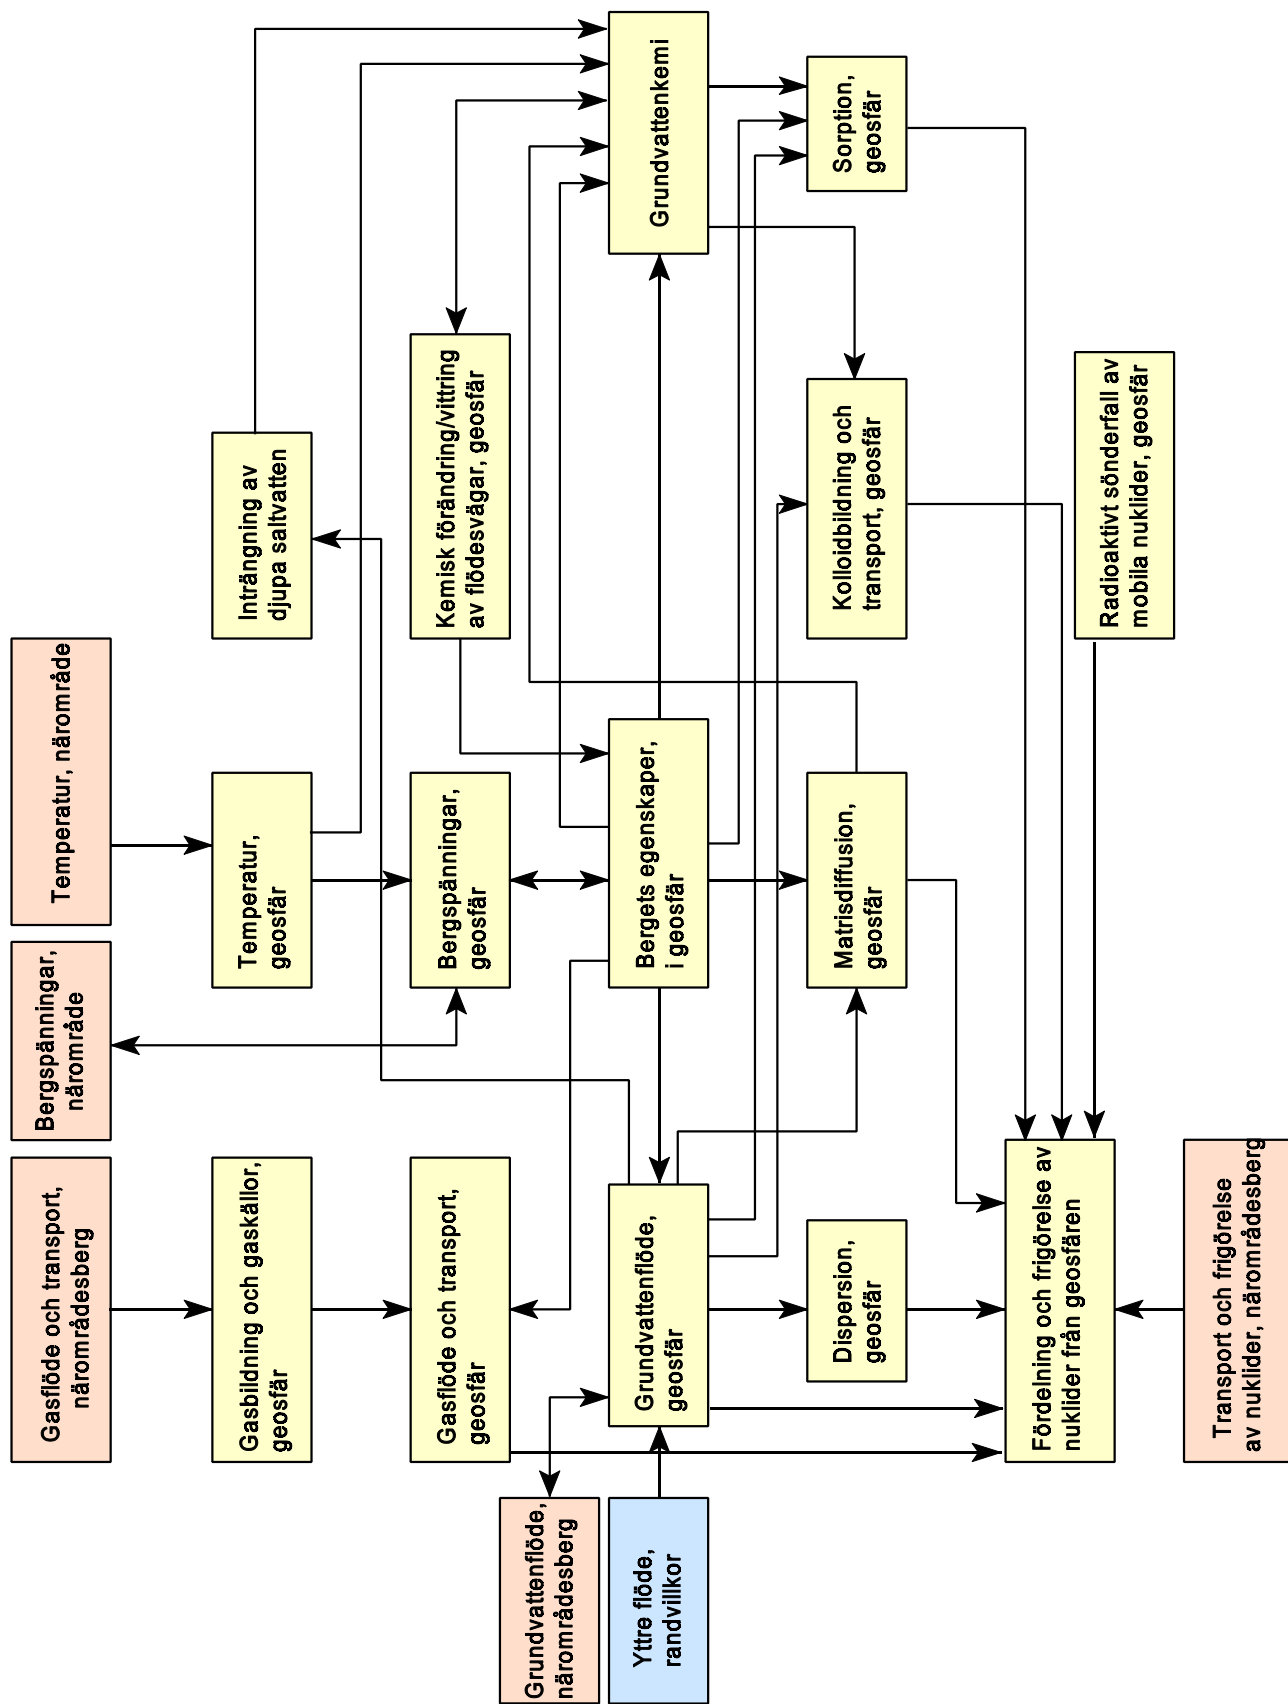 Gasflöde och transport,
närområdesberg
Bergspänningar,
närområde
Temperatur, närområde
Gasbildning och gaskällor,
geosfär
Temperatur,
geosfär
Inträngning av
djupa saltvatten
Gasflöde och transport,
geosfär
Bergspänningar,
geosfär
Kemisk förändring/vittring
av flödesvägar, geosfär
Grundvattenflöde,
närområdesberg
Yttre flöde,
randvillkor
Grundvattenflöde,
geosfär
Bergets egenskaper,
i geosfär
Grundvattenkemi
Dispersion,
geosfär
Matrisdiffusion,
geosfär
Kolloidbildning och
transport, geosfär
Sorption,
geosfär
Fördelning och frigörelse av
nuklider från geosfären
Radioaktivt sönderfall av
mobila nuklider, geosfär
Transport och frigörelse
av nuklider, närområdesberg